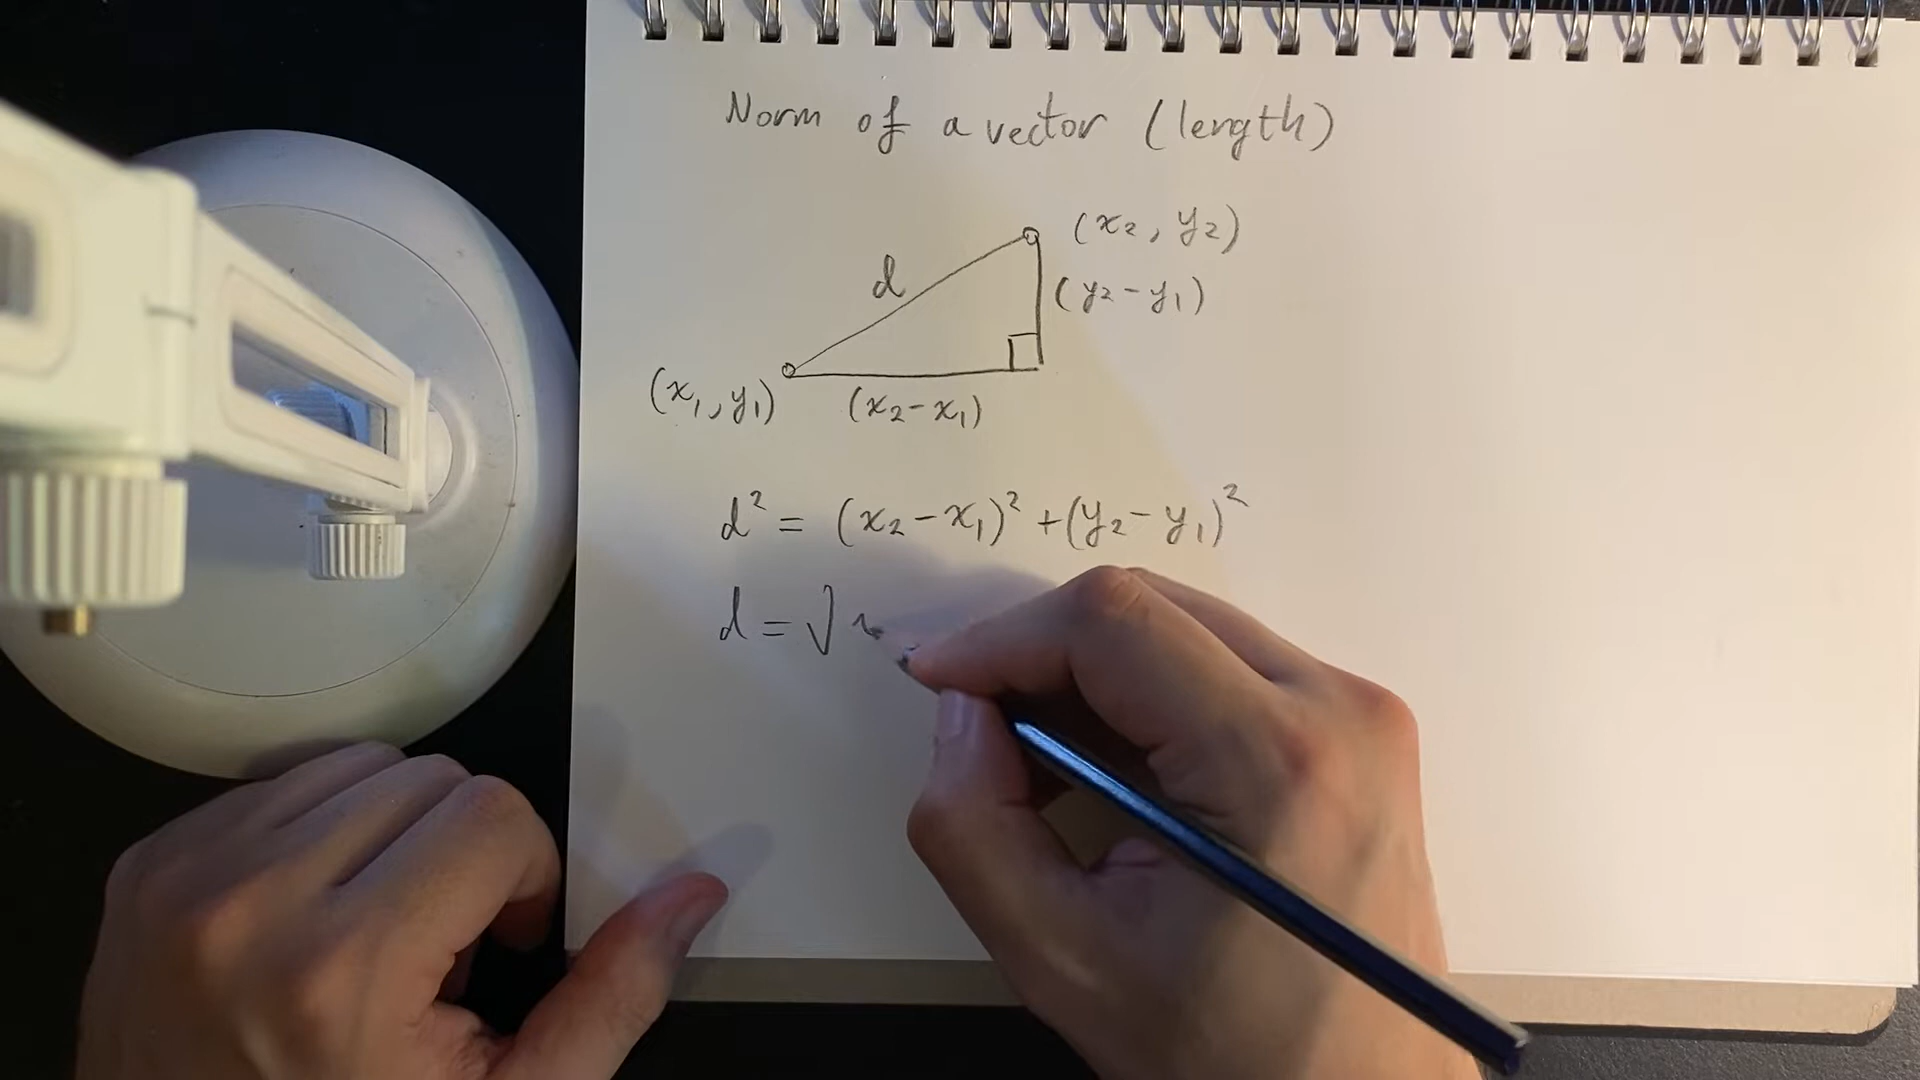 Norm of a vector (length)
(x₂, y₂)
d
(y₂-y₁)
(x₁, y₁)
(x₂-x₁)
d² = (x₂-x₁)² + (y₂-y₁)²
d = √